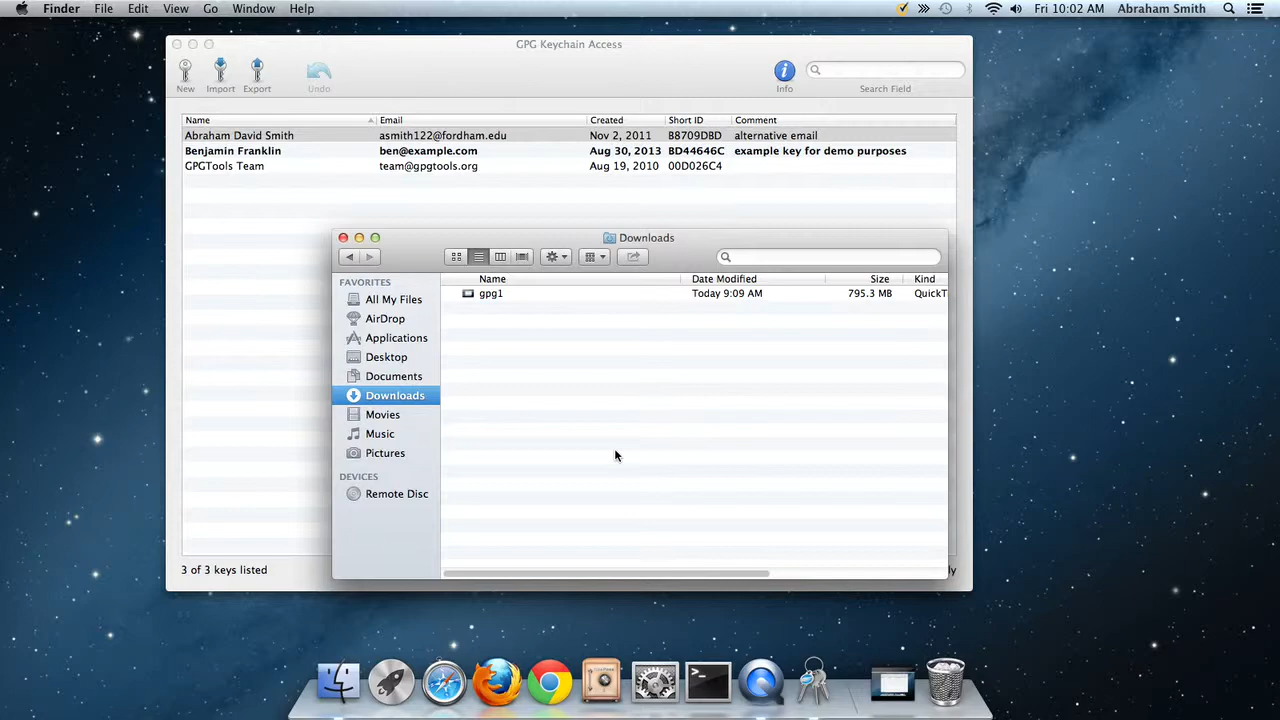 Finder File Edit View Go Window Help Fri 10:02 AM Abraham Smith
GPG Keychain Access
New Import Export Undo Info Search Field
Name Email Created Short ID Comment
Abraham David Smith asmith122@fordham.edu Nov 2, 2011 B8709DBD alternative email
Benjamin Franklin ben@example.com Aug 30, 2013 BD44646C example key for demo purposes
GPGTools Team team@gpgtools.org Aug 19, 2010 00D026C4
Downloads
FAVORITES
All My Files
AirDrop
Applications
Desktop
Documents
Downloads
Movies
Music
Pictures
DEVICES
Remote Disc
Name Date Modified Size Kind
gpg1 Today 9:09 AM 795.3 MB QuickT
3 of 3 keys listed
ly